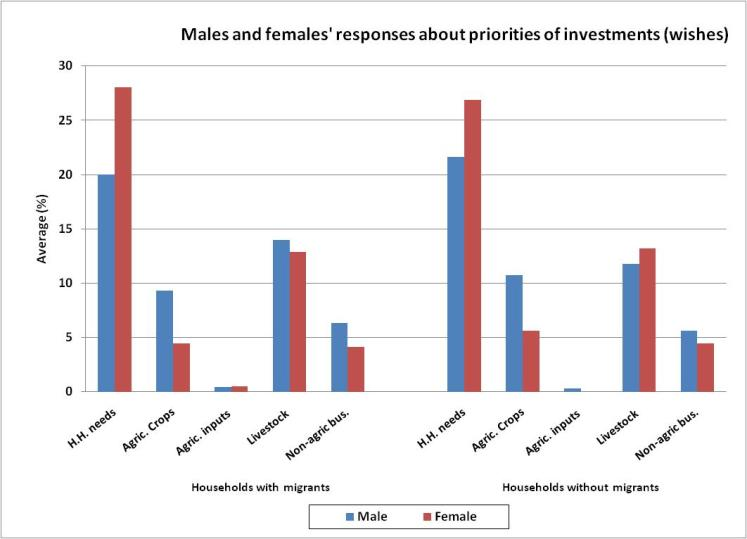 Males and females' responses about priorities of investments (wishes)
Average (%)
30
25
20
15
10
5
0
H.H. needs
Agric. Crops
Agric. inputs
Livestock
Non-agric bus.
H.H. needs
Agric. Crops
Agric. inputs
Livestock
Non-agric bus.
Households with migrants
Households without migrants
Male
Female